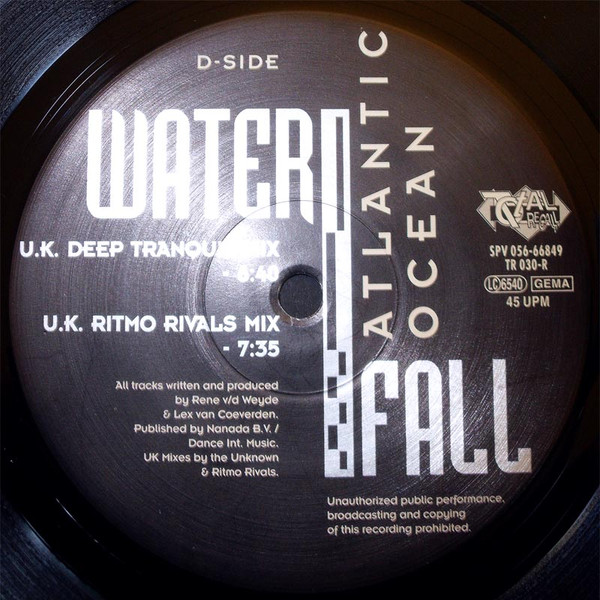 D-SIDE
WATER
FALL
ATLANTIC
OCEAN
U.K. DEEP TRANQUIL MIX
- 6:40
U.K. RITMO RIVALS MIX
- 7:35
All tracks written and produced
by Rene v/d Weyde
& Lex van Coeverden.
Published by Nanada B.V. /
Dance Int. Music.
UK Mixes by the Unknown
& Ritmo Rivals.
TOTAL
RECALL
SPV 056-66849
TR 030-R
LC 6540 GEMA
45 UPM
Unauthorized public performance,
broadcasting and copying
of this recording prohibited.